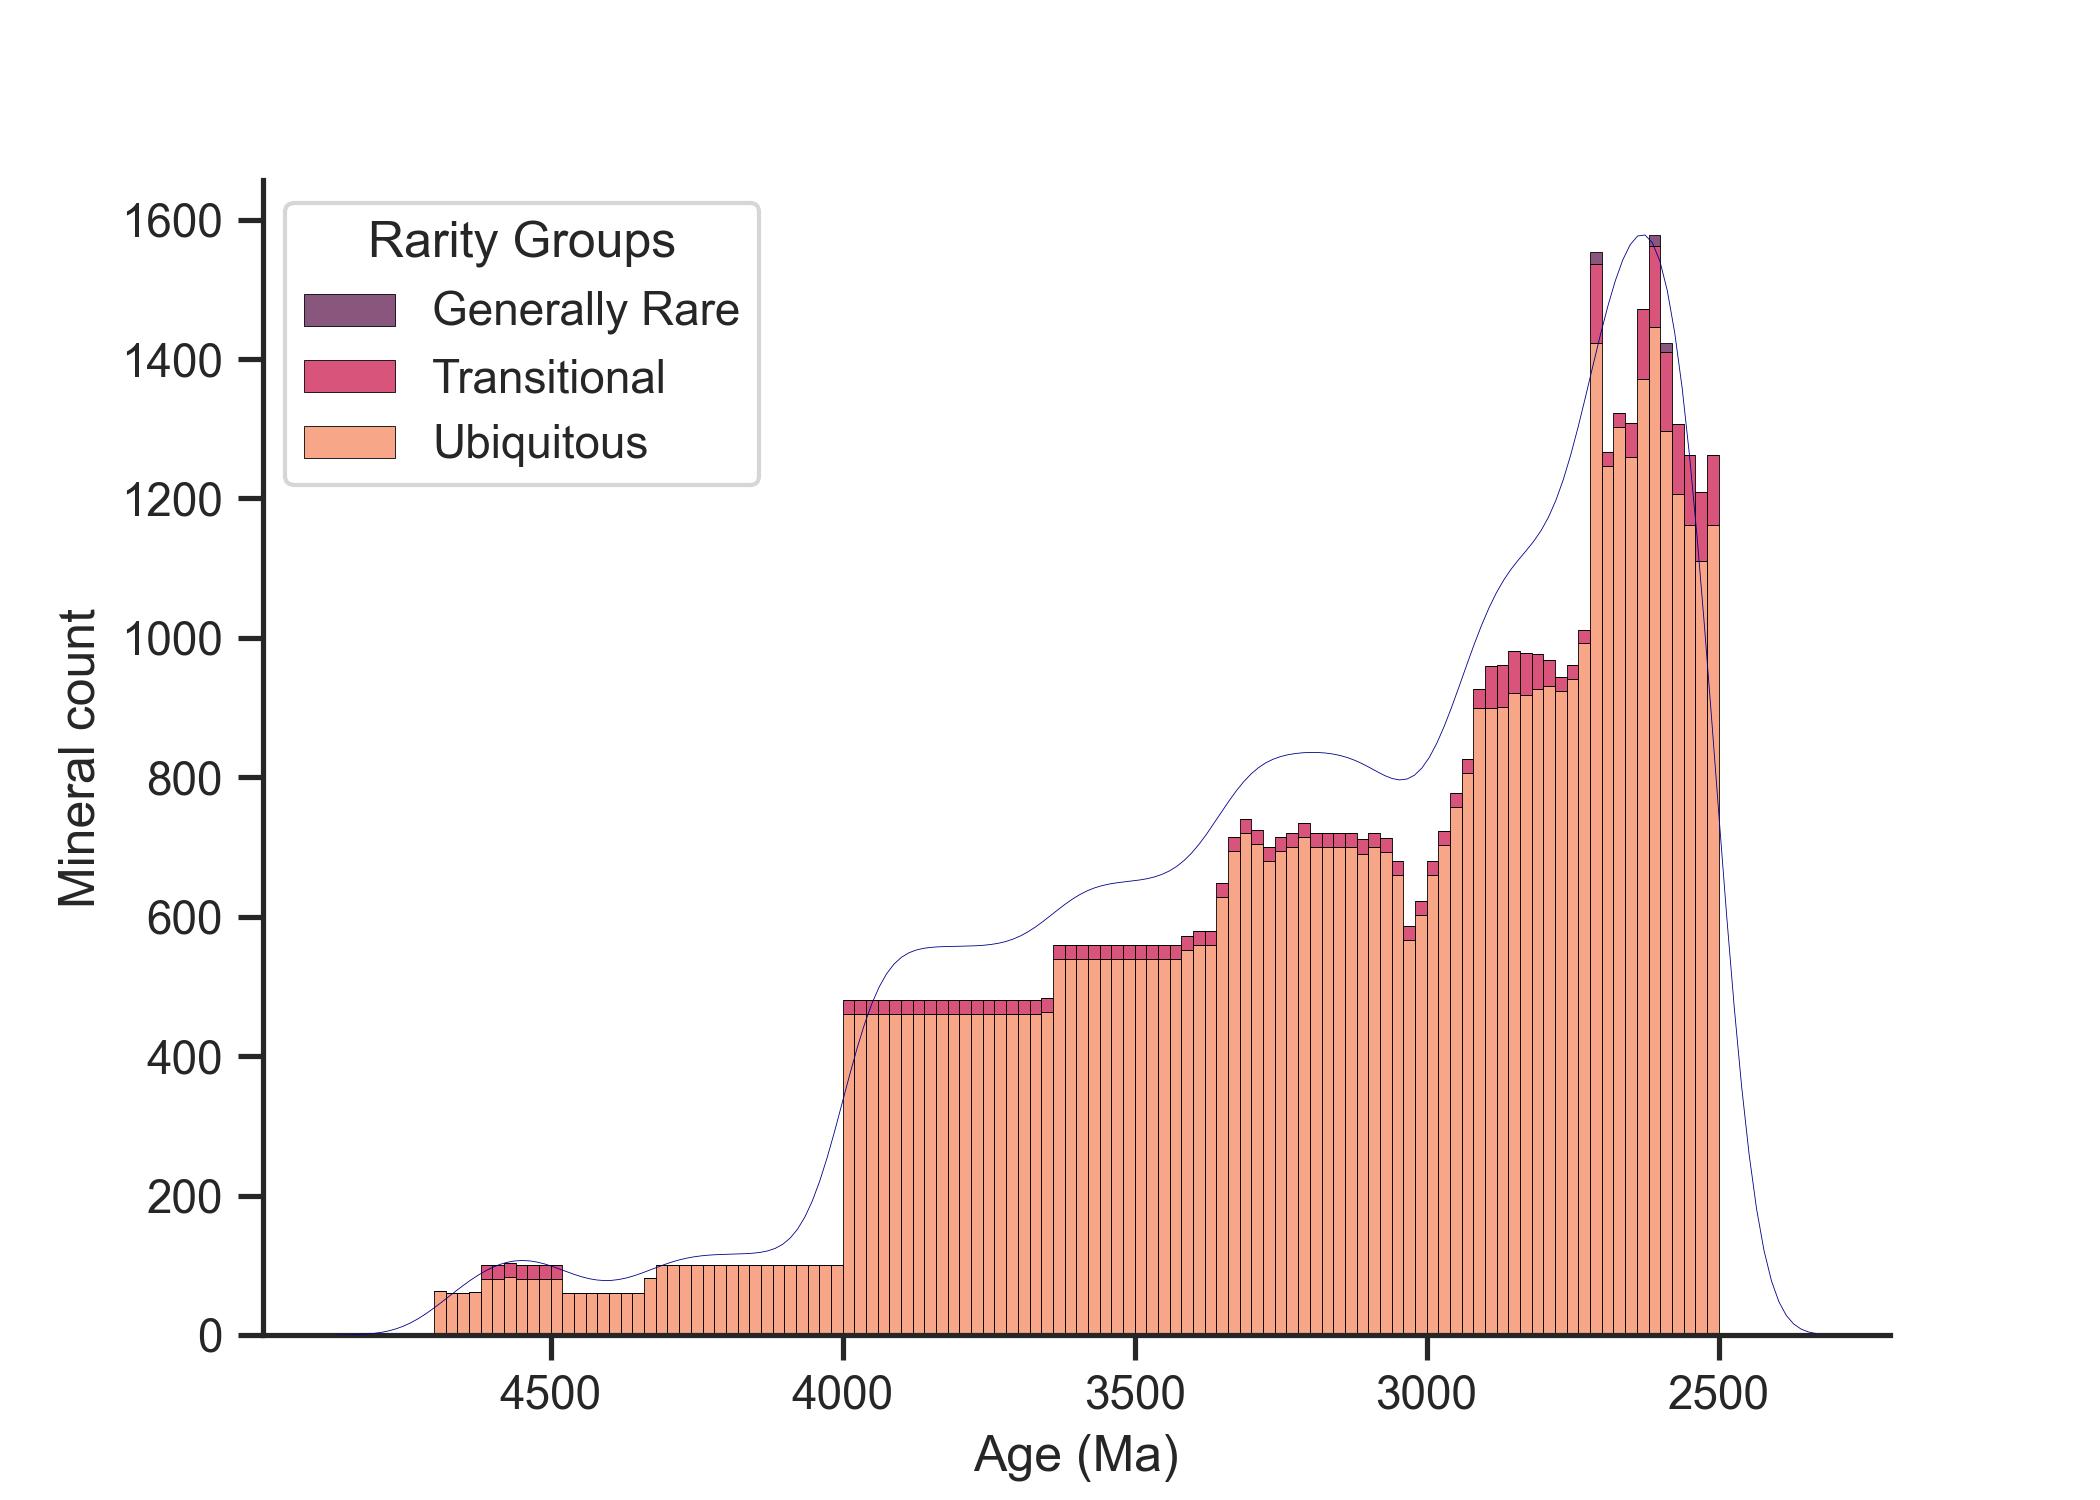 Rarity Groups
Generally Rare
Transitional
Ubiquitous
1600
1400
1200
1000
800
600
400
200
0
Mineral count
4500 4000 3500 3000 2500
Age (Ma)